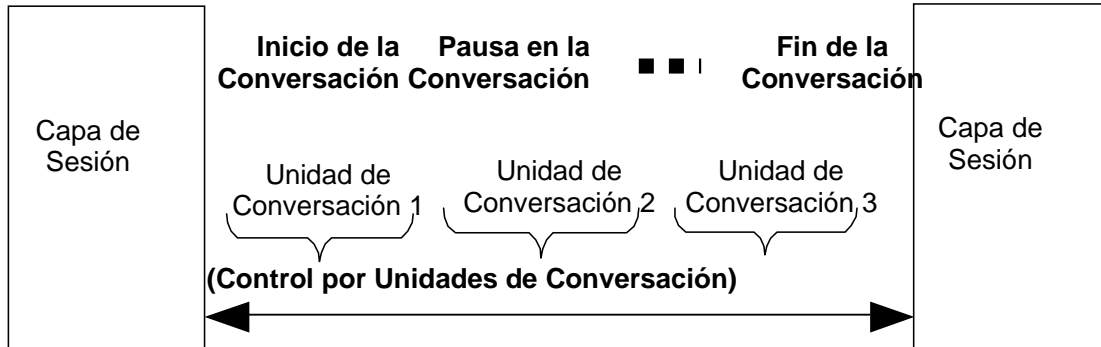 Capa de
Sesión
Inicio de la
Conversación
Pausa en la
Conversación
Fin de la
Conversación
Capa de
Sesión
Unidad de
Conversación 1
Unidad de
Conversación 2
Unidad de
Conversación 3
(Control por Unidades de Conversación)